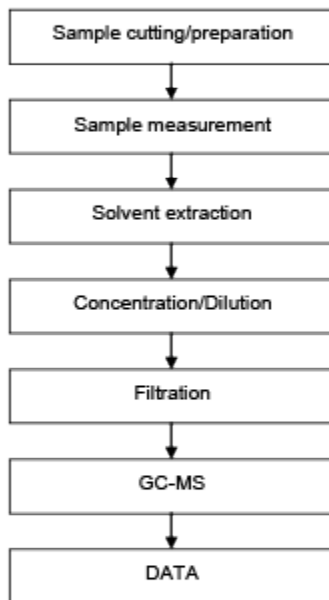 Sample cutting/preparation
Sample measurement
Solvent extraction
Concentration/Dilution
Filtration
GC-MS
DATA